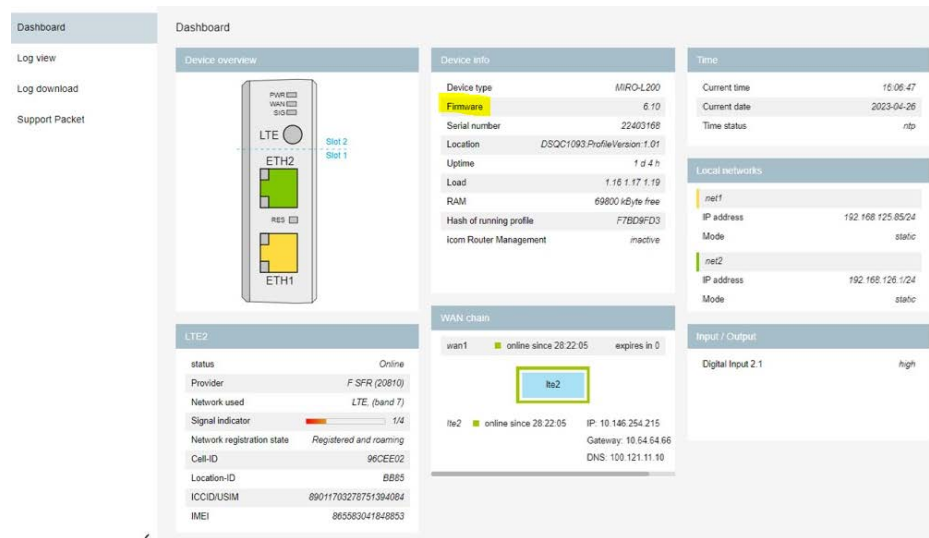 Dashboard
Log view
Log download
Support Packet
Dashboard
Device overview
PWR
WAN
SIG
LTE
Slot 2
Slot 1
ETH2
RES
ETH1
Device info
Device type MIRO-L200
Firmware 6.10
Serial number 22403168
Location DSQC1093:ProfileVersion:1.01
Uptime 1 d 4 h
Load 1.16 1.17 1.19
RAM 69800 kByte free
Hash of running profile F7BD9FD3
icom Router Management inactive
Time
Current time 15:06:47
Current date 2023-04-26
Time status ntp
Local networks
net1
IP address 192.168.125.85/24
Mode static
net2
IP address 192.168.126.1/24
Mode static
LTE2
status Online
Provider F SFR (20810)
Network used LTE, (band 7)
Signal indicator 1/4
Network registration state Registered and roaming
Cell-ID 96CEE02
Location-ID BB85
ICCID/USIM 89011703278751394084
IMEI 865583041848853
WAN chain
wan1 online since 28:22:05 expires in 0
lte2
lte2 online since 28:22:05 IP: 10.146.254.215
Gateway: 10.64.64.66
DNS: 100.121.11.10
Input / Output
Digital Input 2.1 high